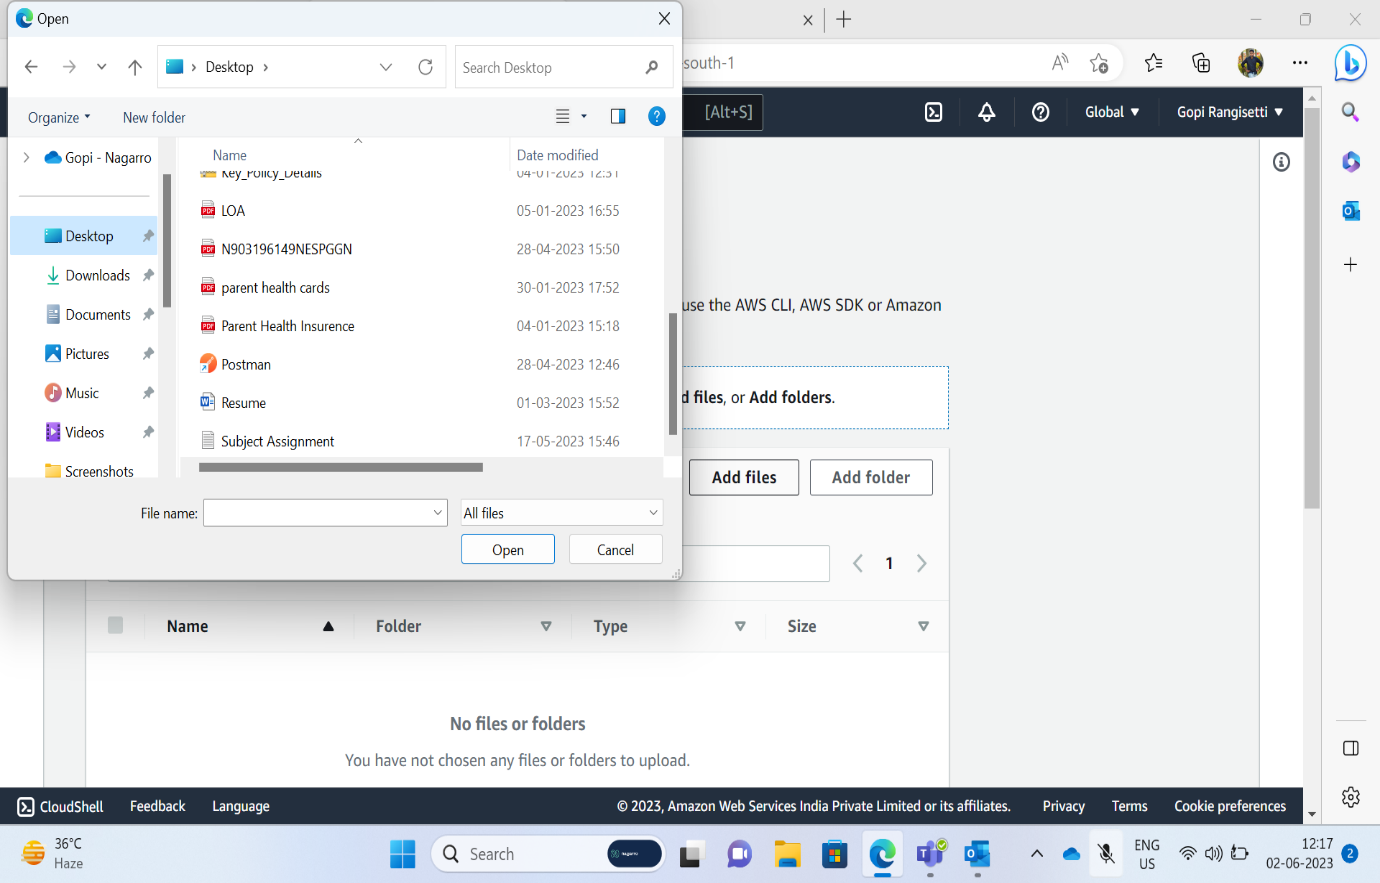 Open
Desktop
Search Desktop
south-1
Organize
New folder
[Alt+S]
Global
Gopi Rangisetti
Gopi - Nagarro
Name
Date modified
Key_Policy_Details
04-01-2023 12:51
LOA
05-01-2023 16:55
Desktop
N903196149NESPGGN
28-04-2023 15:50
Downloads
parent health cards
30-01-2023 17:52
use the AWS CLI, AWS SDK or Amazon
Documents
Parent Health Insurence
04-01-2023 15:18
Pictures
Postman
28-04-2023 12:46
Music
Resume
01-03-2023 15:52
d files, or Add folders.
Videos
Subject Assignment
17-05-2023 15:46
Screenshots
Add files
Add folder
File name:
All files
Open
Cancel
1
Name
Folder
Type
Size
No files or folders
You have not chosen any files or folders to upload.
CloudShell
Feedback
Language
© 2023, Amazon Web Services India Private Limited or its affiliates.
Privacy
Terms
Cookie preferences
36°C
Haze
Search
ENG
US
12:17
02-06-2023
2